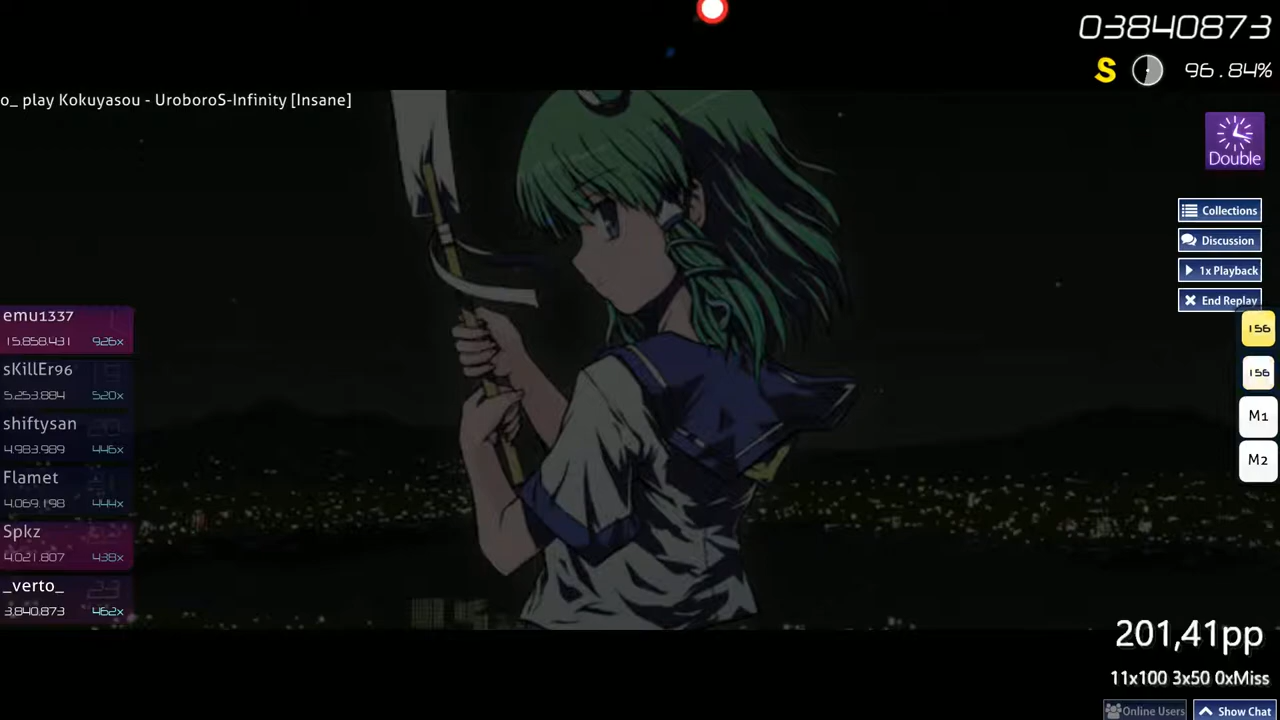 03840873
S 96.84%
o_ play Kokuyasou - UroboroS-Infinity [Insane]
Double
Collections
Discussion
1x Playback
End Replay
emu1337
15.858.431 926x
156
sKillEr96
5.253.884 520x
156
shiftysan
4.983.989 446x
M1
Flamet
4.069.198 444x
M2
Spkz
4.021.807 438x
_verto_
3.840.873 462x
201,41pp
11x100 3x50 0xMiss
Online Users
Show Chat